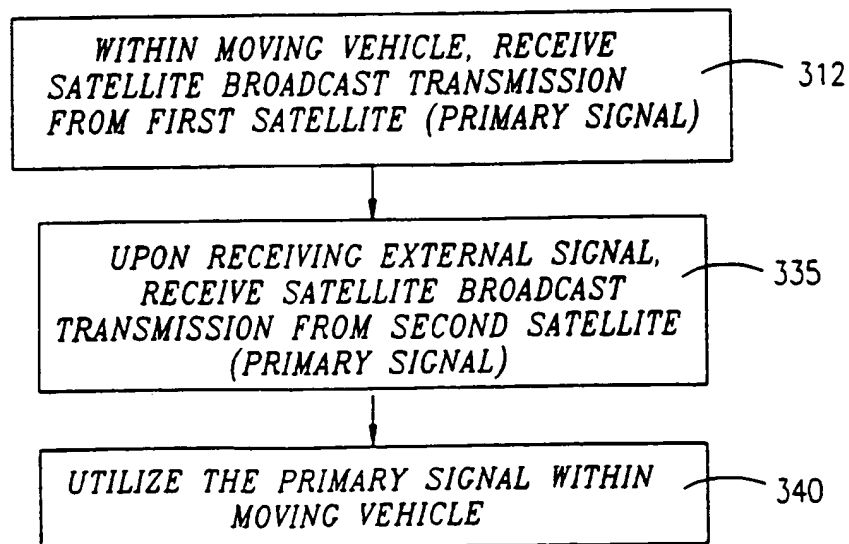 WITHIN MOVING VEHICLE, RECEIVE
SATELLITE BROADCAST TRANSMISSION
FROM FIRST SATELLITE (PRIMARY SIGNAL)
312
UPON RECEIVING EXTERNAL SIGNAL,
RECEIVE SATELLITE BROADCAST
TRANSMISSION FROM SECOND SATELLITE
(PRIMARY SIGNAL)
335
UTILIZE THE PRIMARY SIGNAL WITHIN
MOVING VEHICLE
340